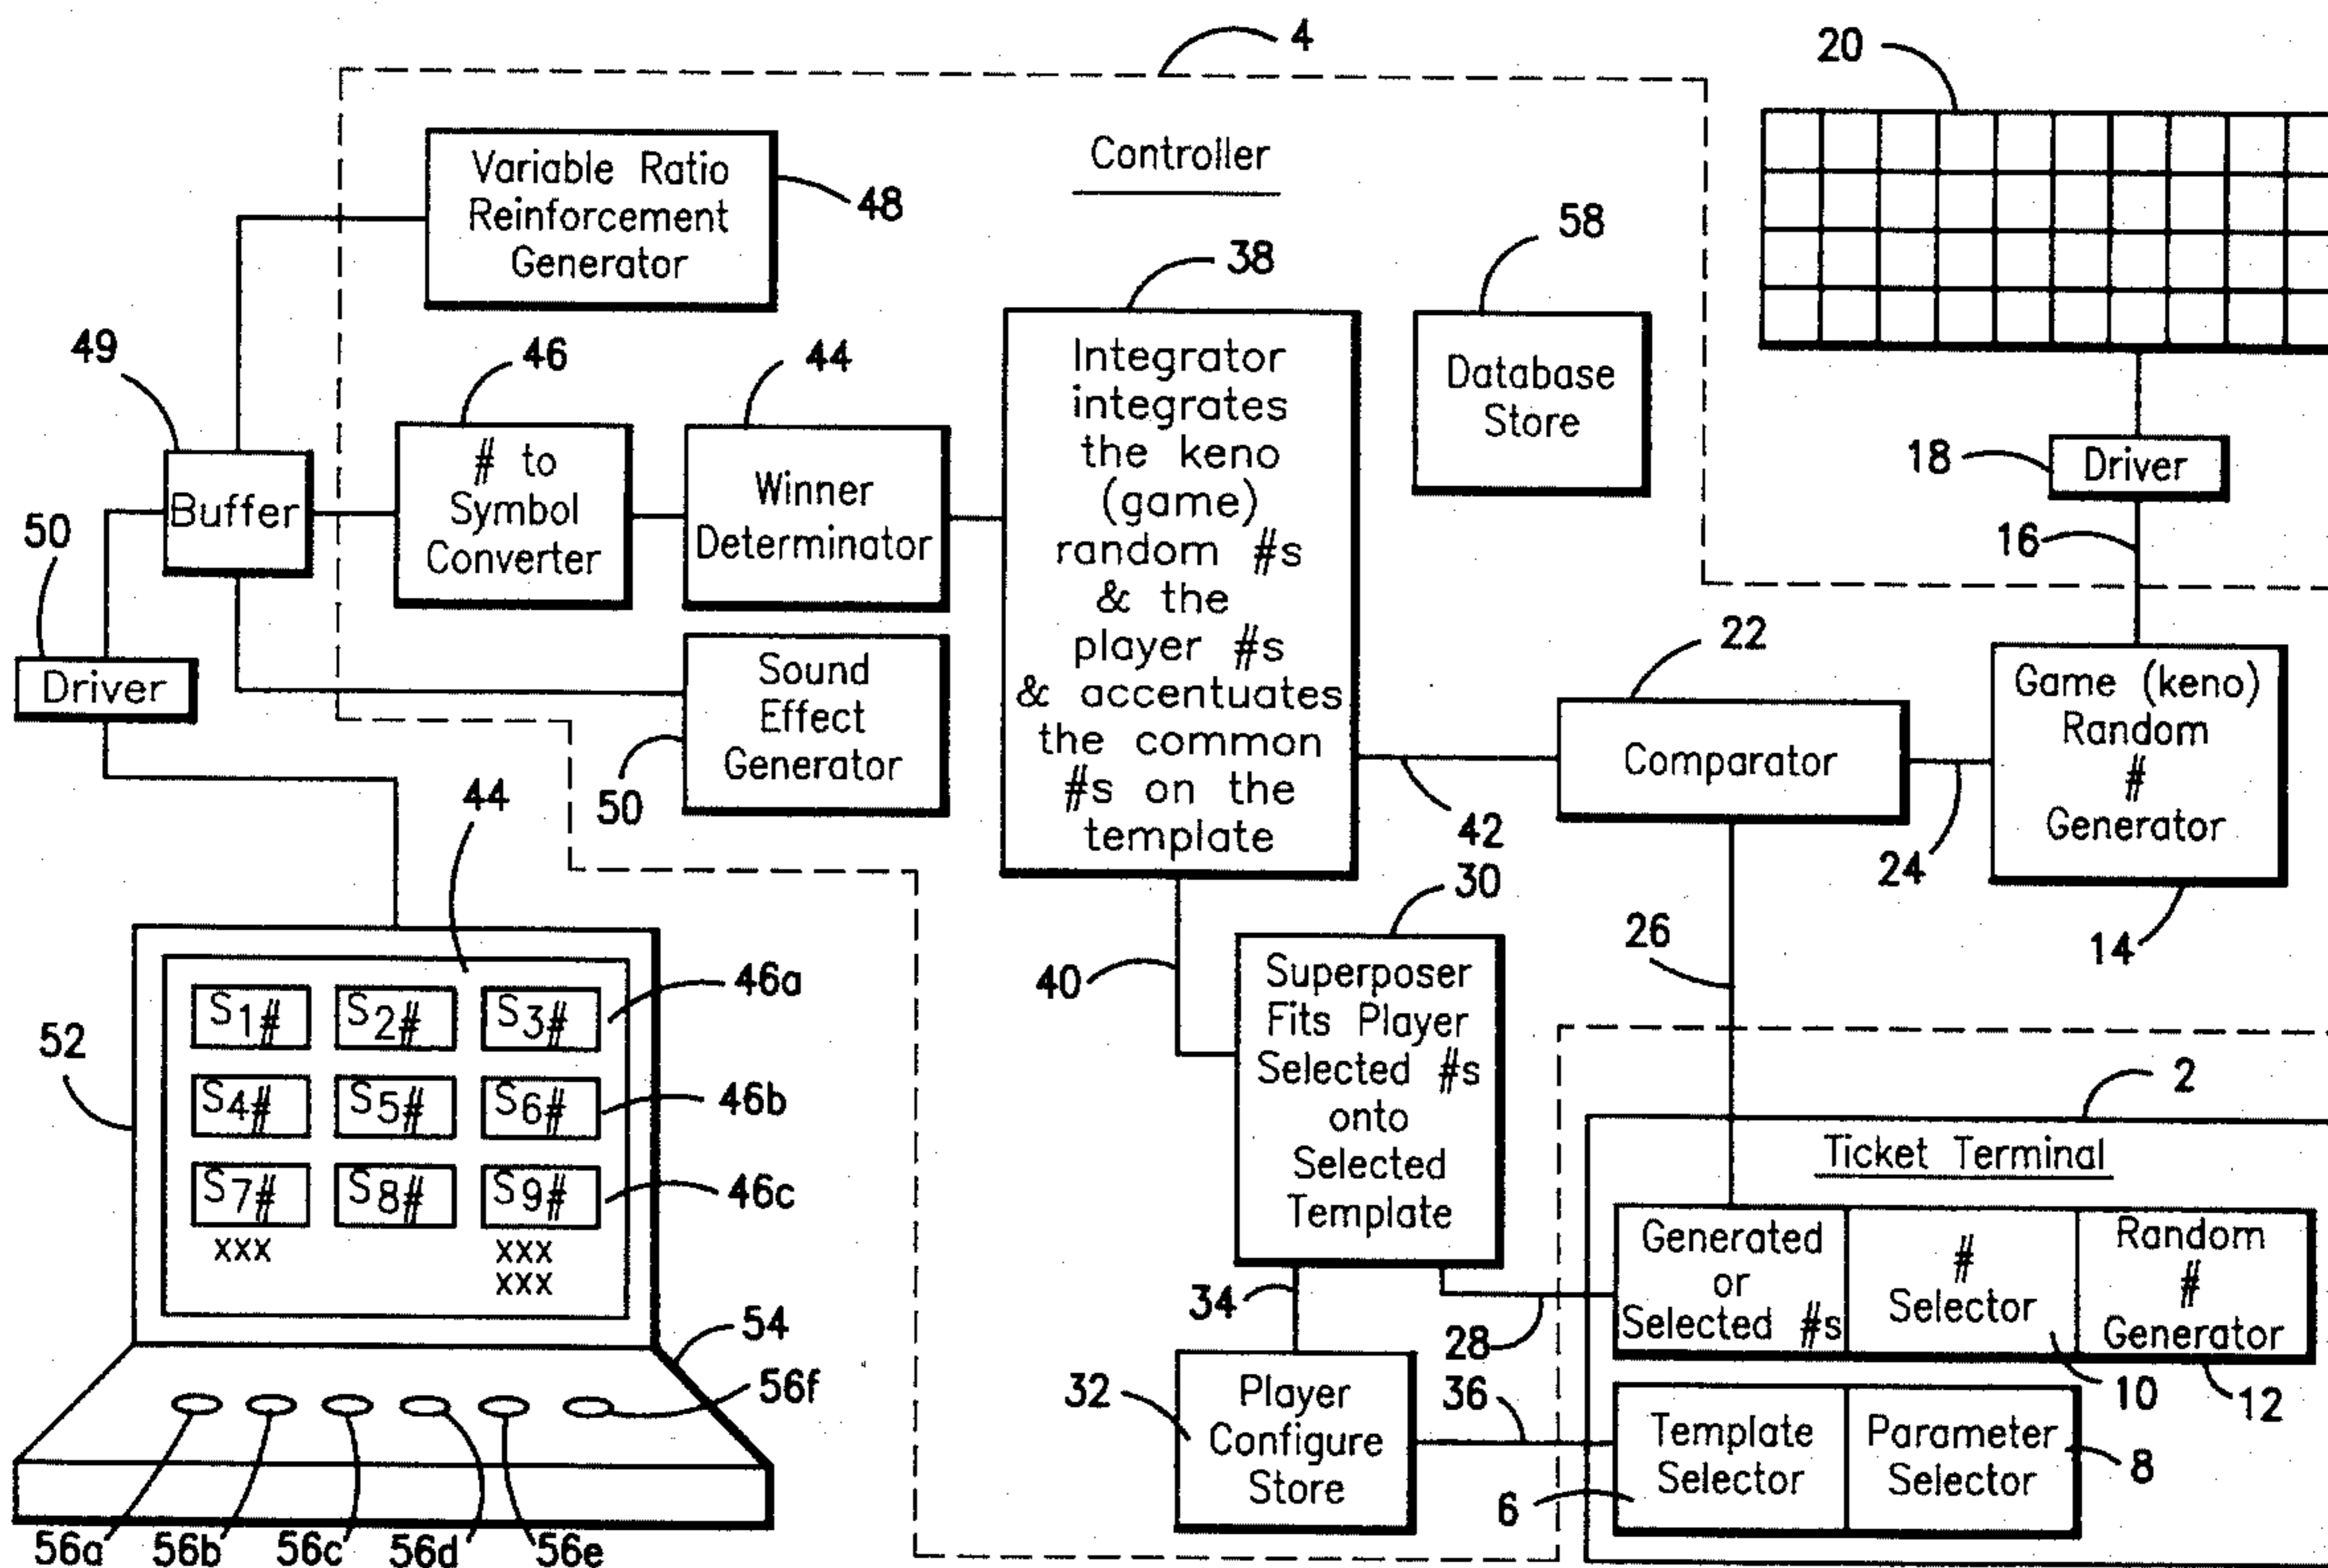 4
20
Controller
Variable Ratio
Reinforcement
Generator
48
58
38
49
46
44
Integrator
integrates
the keno
(game)
random #s
& the
player #s
& accentuates
the common
#s on the
template
Database
Store
18
Driver
16
Buffer
# to
Symbol
Converter
Winner
Determinator
50
Driver
Sound
Effect
Generator
50
22
Comparator
Game (keno)
Random
#
Generator
42
24
14
26
30
40
Superposer
Fits Player
Selected #s
onto
Selected
Template
44
46a
46b
46c
52
S1# S2# S3#
S4# S5# S6#
S7# S8# S9#
xxx xxx
xxx
54
56f
56a 56b 56c 56d 56e
2
Ticket Terminal
Generated
or
Selected #s
#
Selector
Random
#
Generator
34
28
10
12
32
Player
Configure
Store
36
Template
Selector
Parameter
Selector
8
6